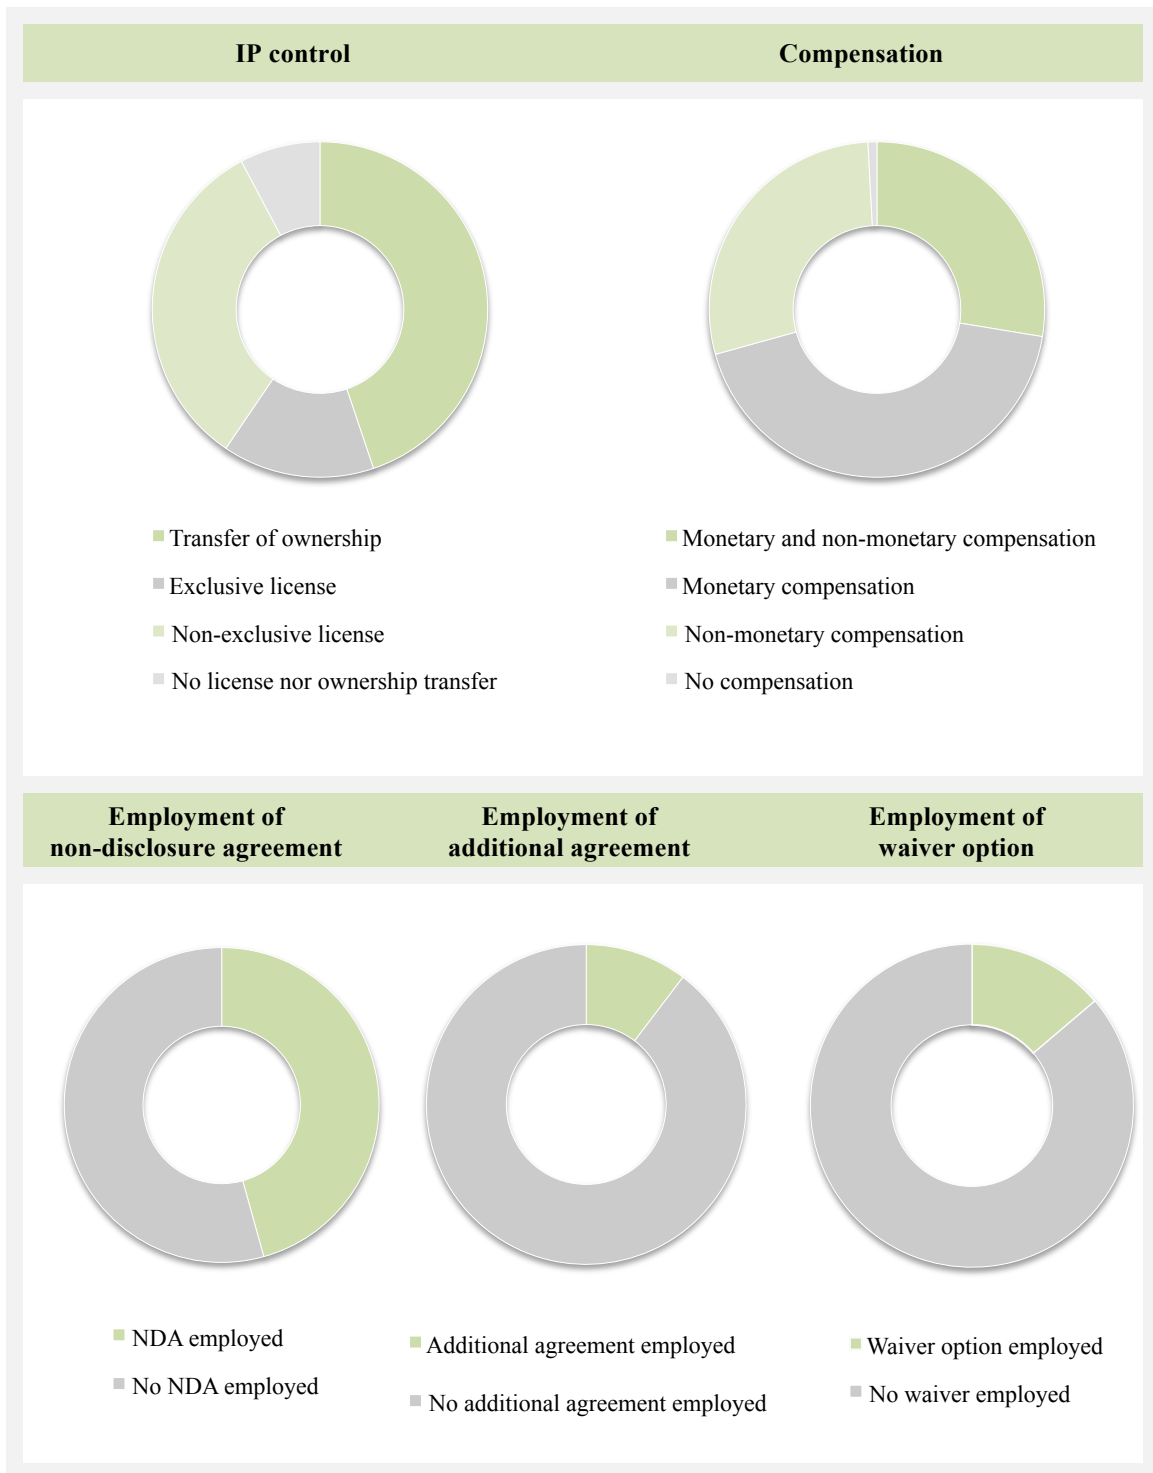 IP control
Compensation
Transfer of ownership
Exclusive license
Non-exclusive license
No license nor ownership transfer
Monetary and non-monetary compensation
Monetary compensation
Non-monetary compensation
No compensation
Employment of
non-disclosure agreement
Employment of
additional agreement
Employment of
waiver option
NDA employed
No NDA employed
Additional agreement employed
No additional agreement employed
Waiver option employed
No waiver employed